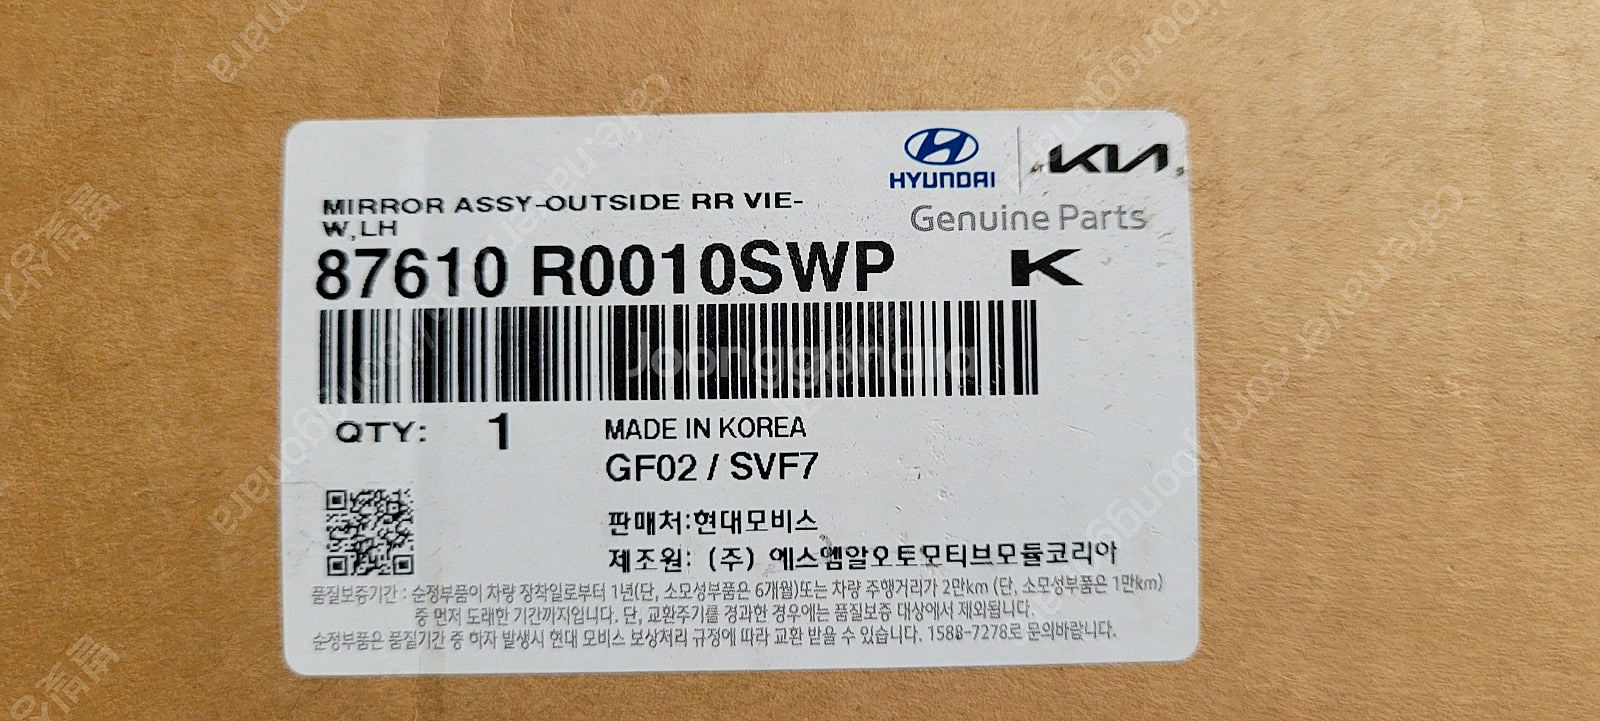 HYUNDAI
KIA
Genuine Parts
MIRROR ASSY-OUTSIDE RR VIE-
W,LH
87610 R0010SWP
K
Joonggonara
QTY: 1
MADE IN KOREA
GF02 / SVF7
판매처:현대모비스
제조원: (주) 에스엠알오토모티브모듈코리아
품질보증기간 : 순정부품이 차량 장착일로부터 1년(단, 소모성부품은 6개월)또는 차량 주행거리가 2만km (단, 소모성부품은 1만km)
중 먼저 도래한 기간까지입니다. 단, 교환주기를 경과한 경우에는 품질보증 대상에서 제외됩니다.
순정부품은 품질기간 중 하자 발생시 현대 모비스 보상처리 규정에 따라 교환 받을 수 있습니다. 1588-7278로 문의바랍니다.